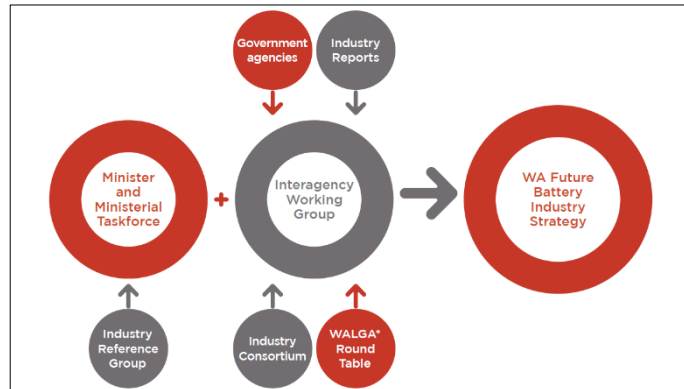 Government
agencies
Industry
Reports
Minister
and
Ministerial
Taskforce
+
Interagency
Working
Group
WA Future
Battery
Industry
Strategy
Industry
Reference
Group
Industry
Consortium
WALGA*
Round
Table